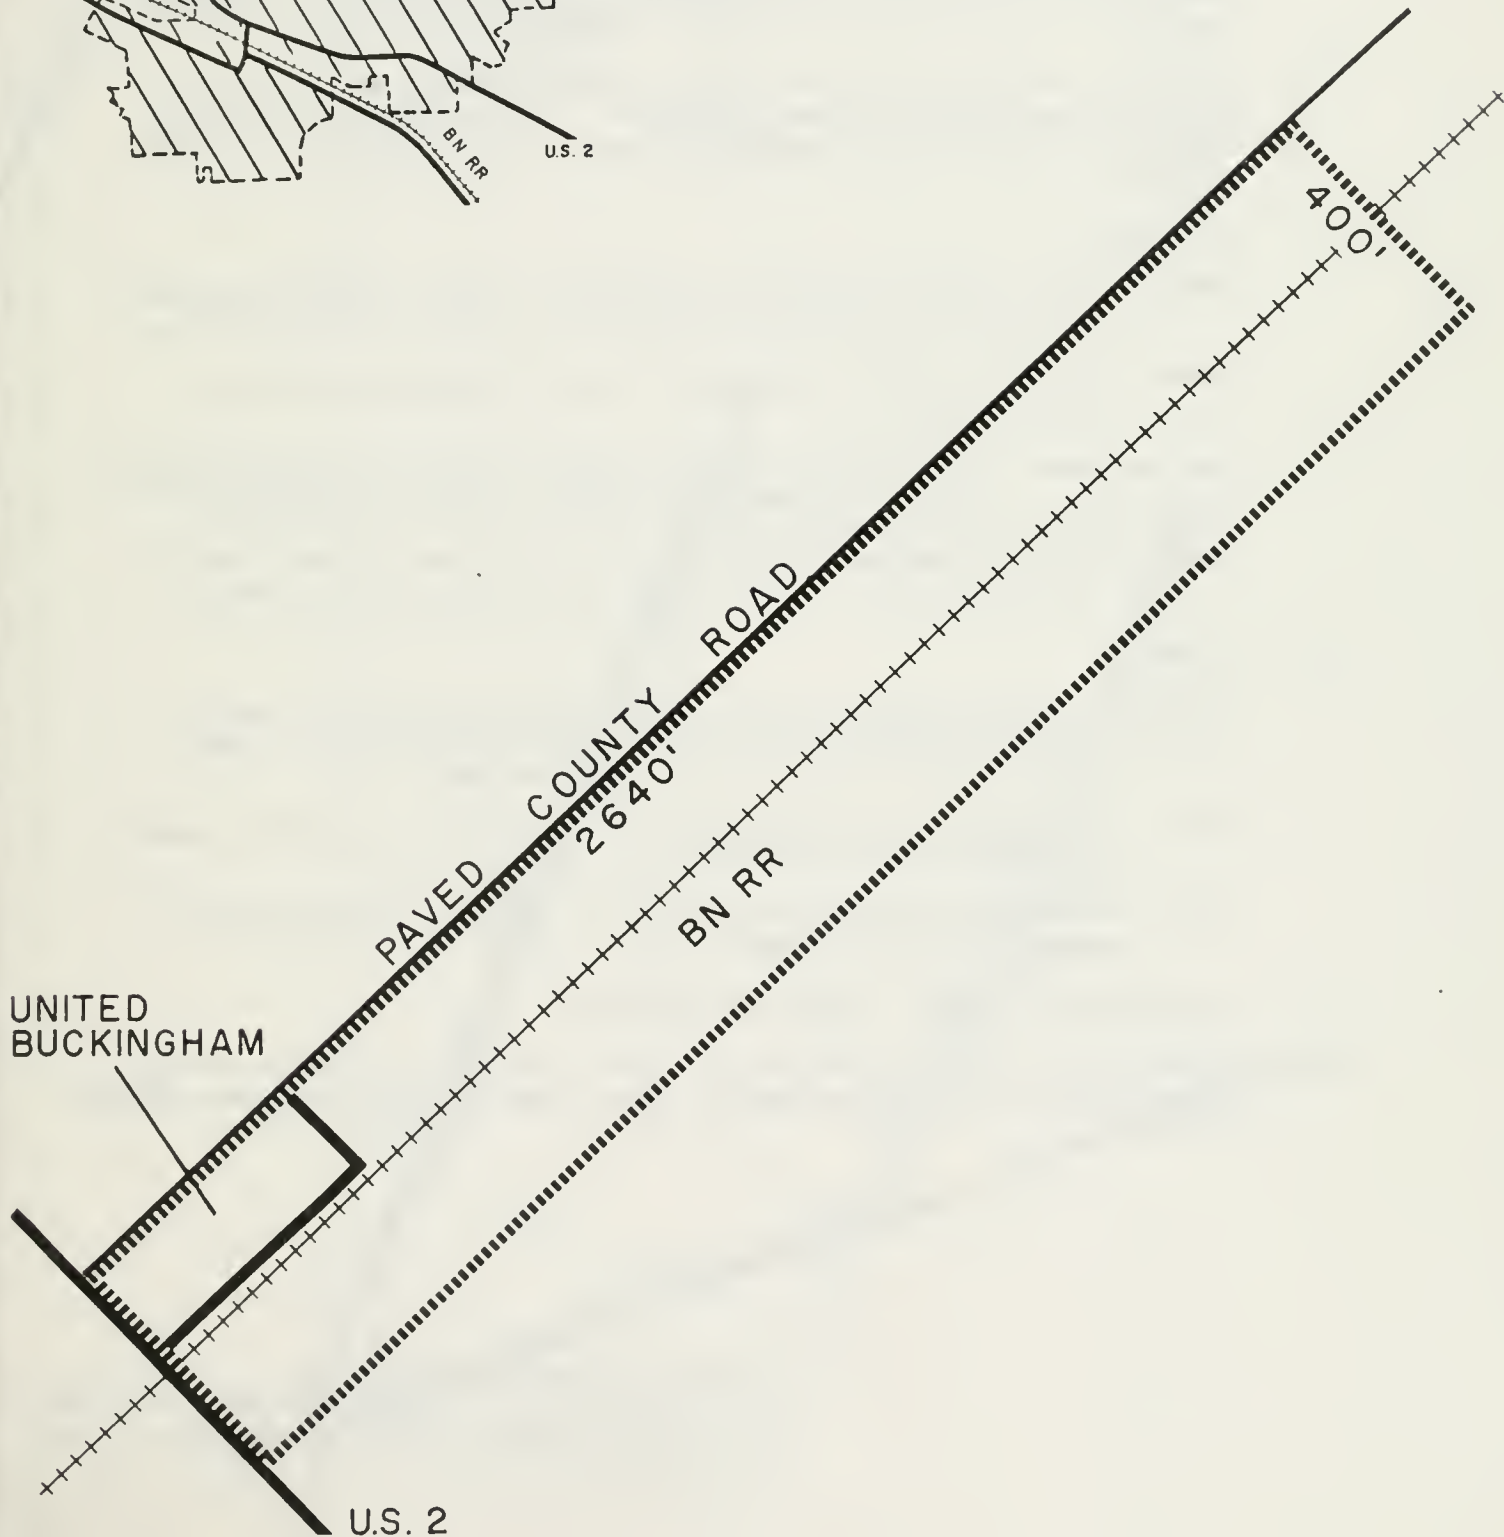 BN RR
U.S. 2
400'
PAVED COUNTY ROAD
2640'
BN RR
UNITED
BUCKINGHAM
U.S. 2